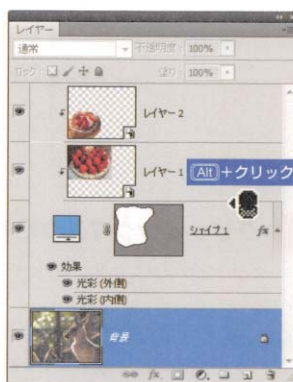 レイヤー
通常
不透明度: 100%
ロック:
塗り: 100%
レイヤー 2
レイヤー 1
Alt+クリック
シェイプ 1
fx
効果
光彩 (外側)
光彩 (内側)
背景
fx